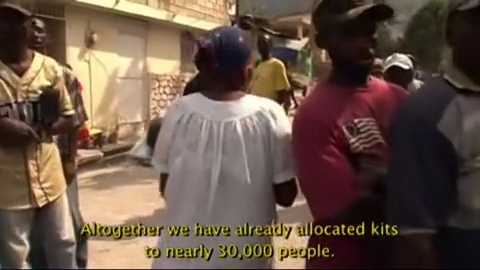 Altogether we have already allocated kits
to nearly 30,000 people.